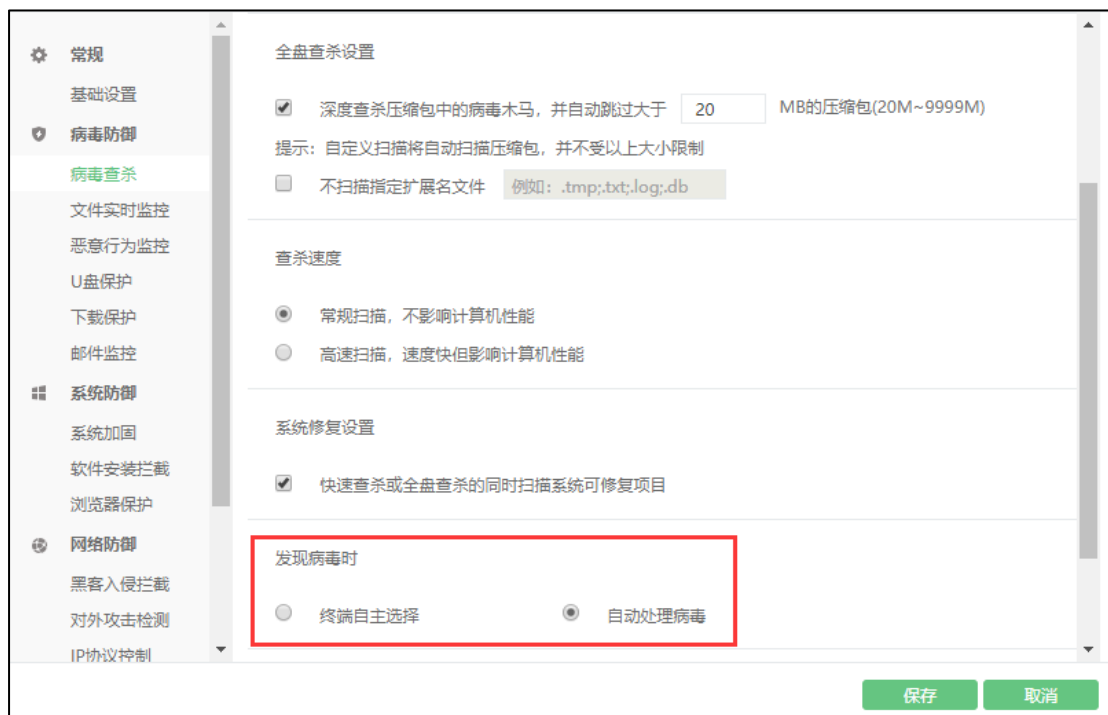 常规
基础设置
病毒防御
病毒查杀
文件实时监控
恶意行为监控
U盘保护
下载保护
邮件监控
系统防御
系统加固
软件安装拦截
浏览器保护
网络防御
黑客入侵拦截
对外攻击检测
IP协议控制
全盘查杀设置
深度查杀压缩包中的病毒木马，并自动跳过大于 20 MB的压缩包(20M~9999M)
提示：自定义扫描将自动扫描压缩包，并不受以上大小限制
不扫描指定扩展名文件 例如：.tmp;.txt;.log;.db
查杀速度
常规扫描，不影响计算机性能
高速扫描，速度快但影响计算机性能
系统修复设置
快速查杀或全盘查杀的同时扫描系统可修复项目
发现病毒时
终端自主选择 自动处理病毒
保存 取消